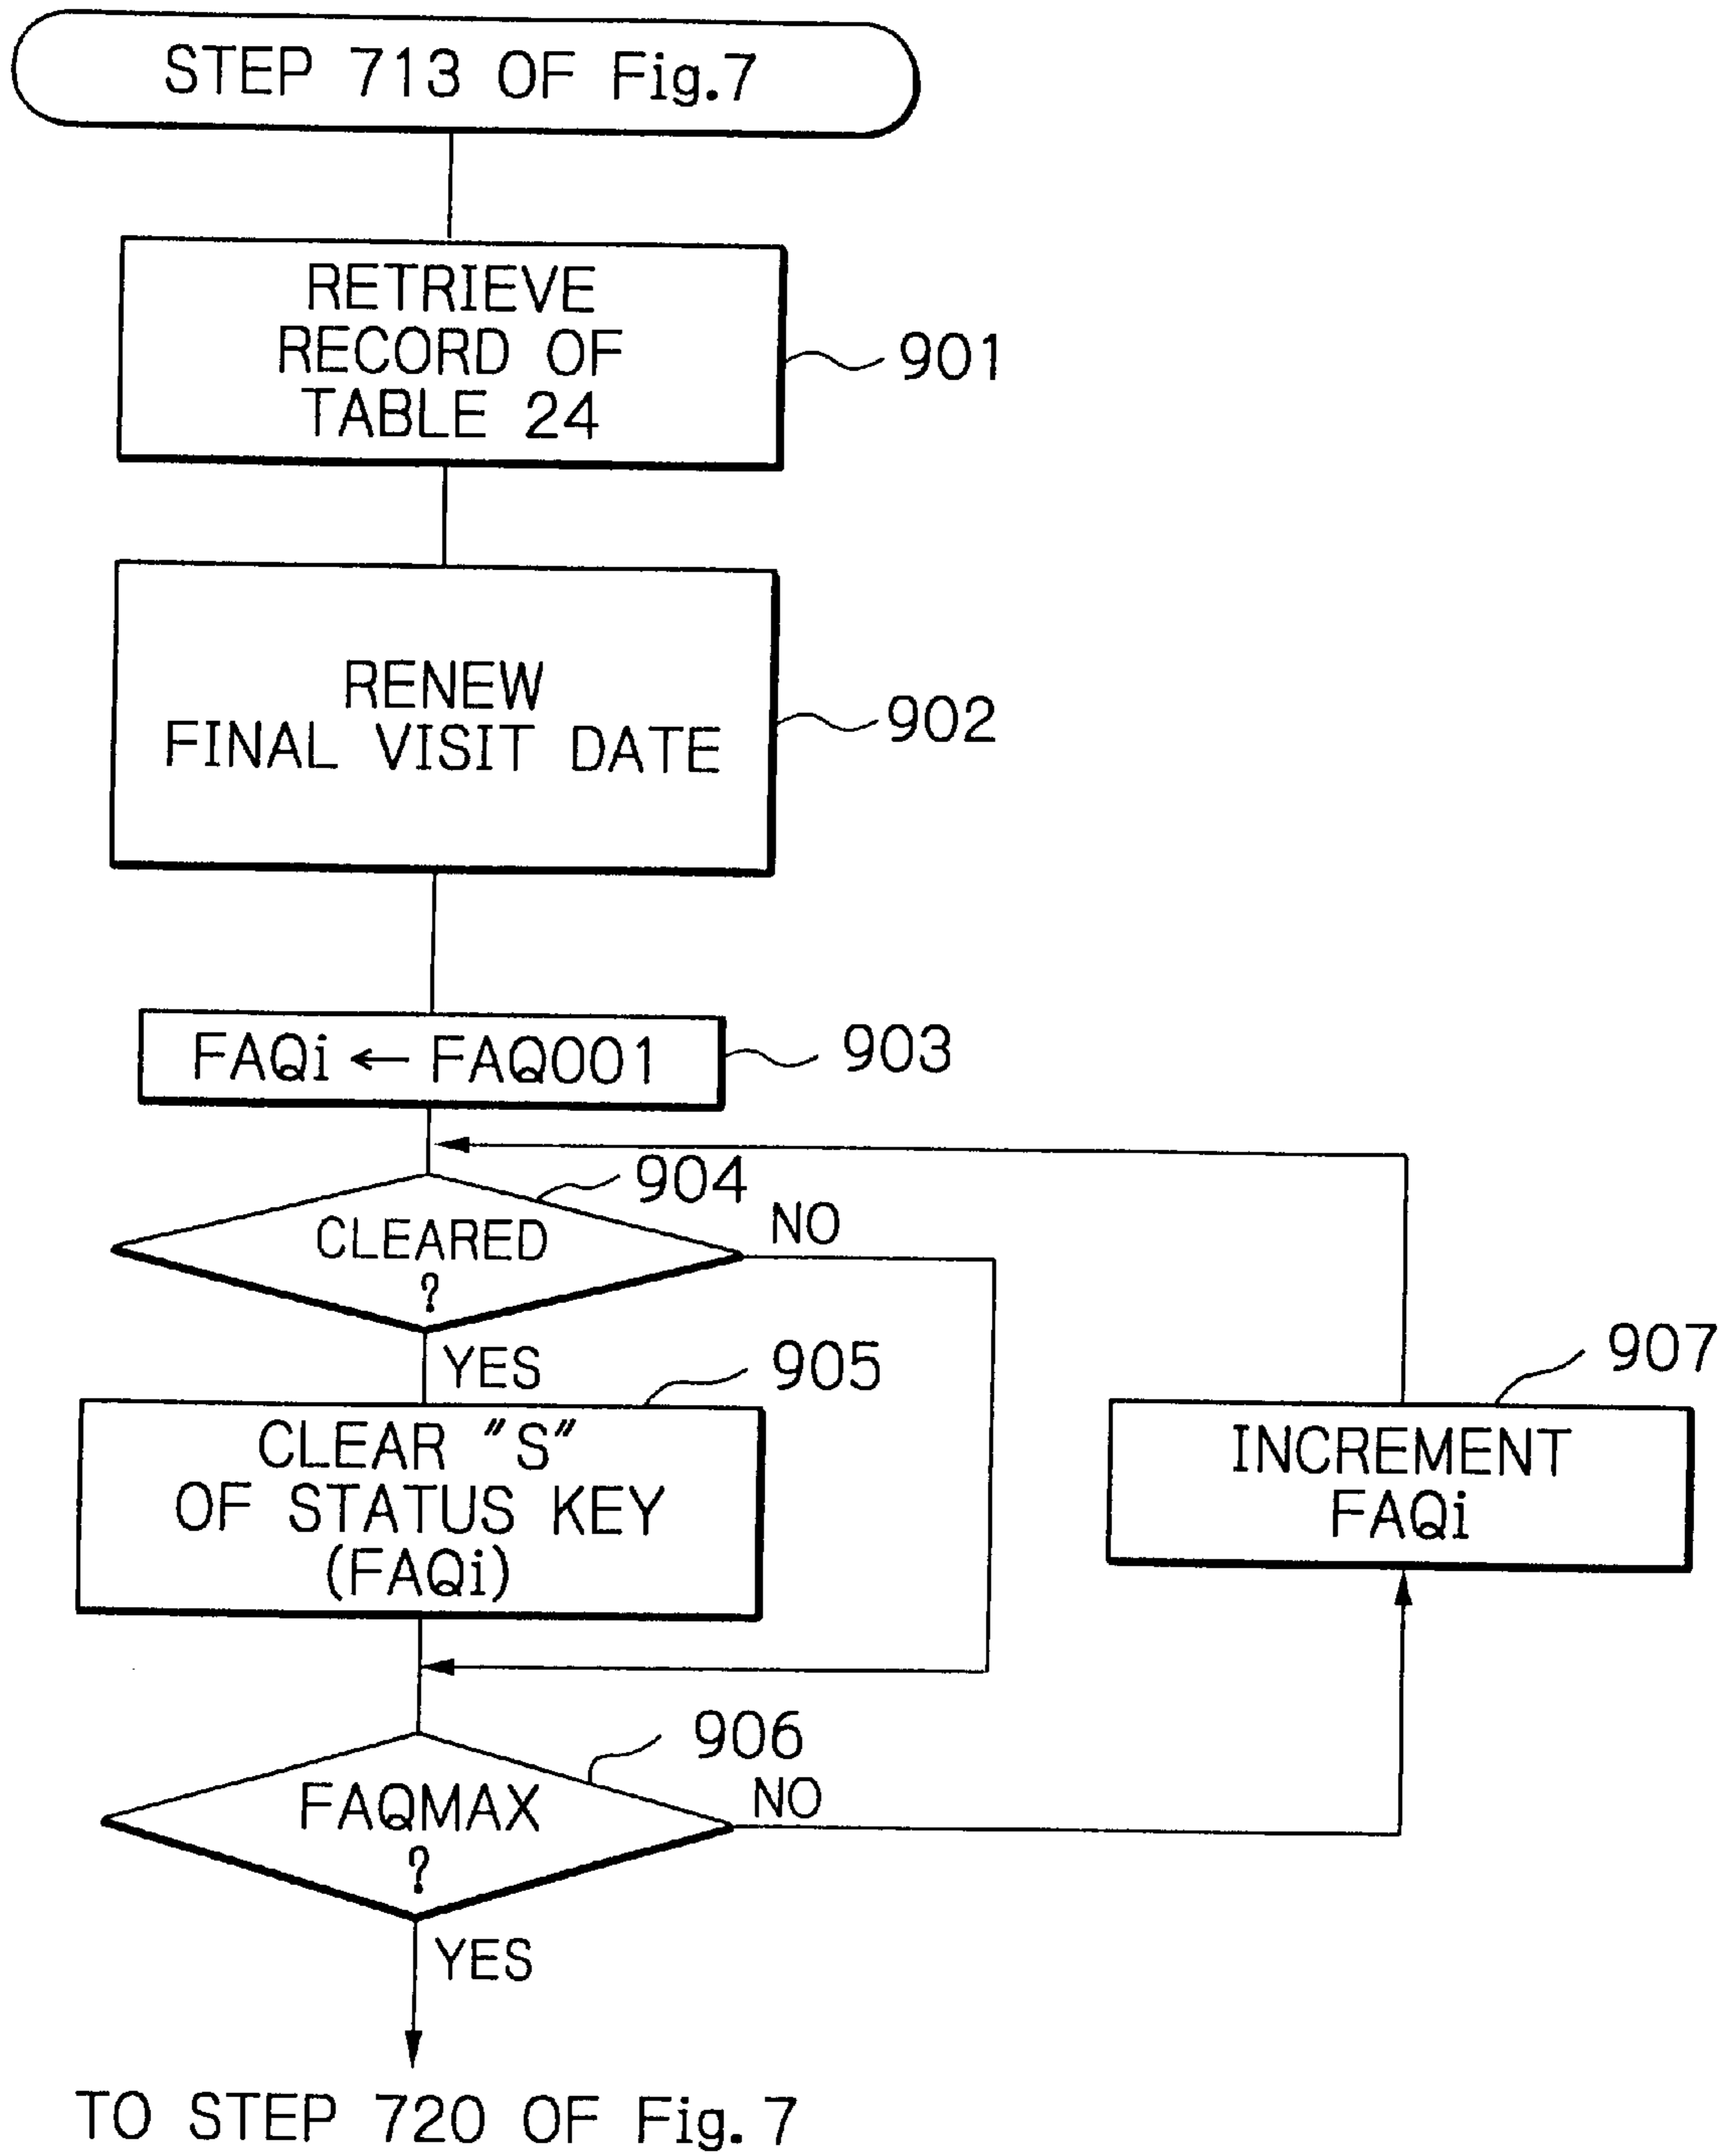 STEP 713 OF Fig.7
RETRIEVE
RECORD OF
TABLE 24
901
RENEW
FINAL VISIT DATE
902
FAQi ← FAQ001
903
904
CLEARED
?
NO
YES
905
CLEAR "S"
OF STATUS KEY
(FAQi)
907
INCREMENT
FAQi
906
FAQMAX
?
NO
YES
TO STEP 720 OF Fig. 7